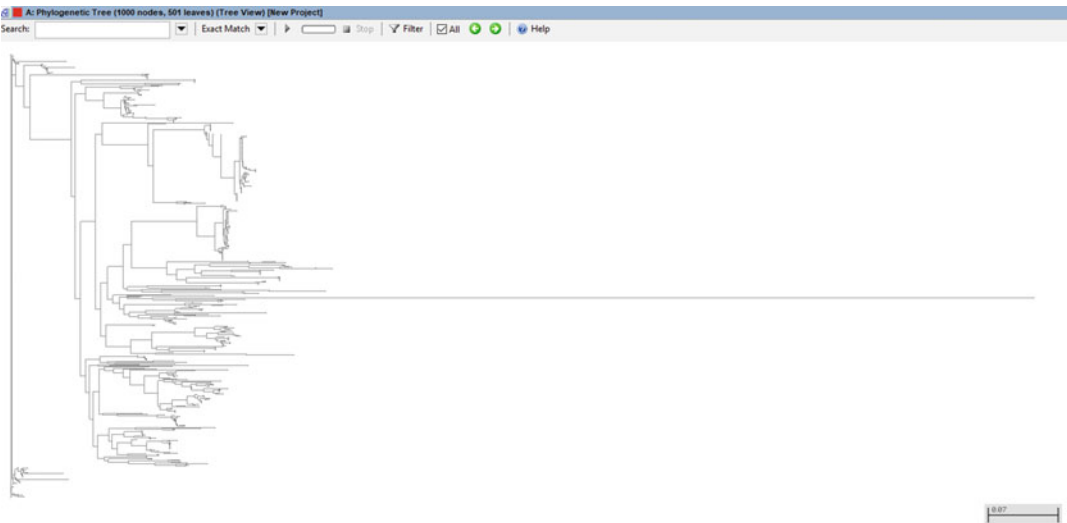 A: Phylogenetic Tree (1000 nodes, 501 leaves) (Tree View) [New Project]
Search: Exact Match Stop Filter All Help
0.07